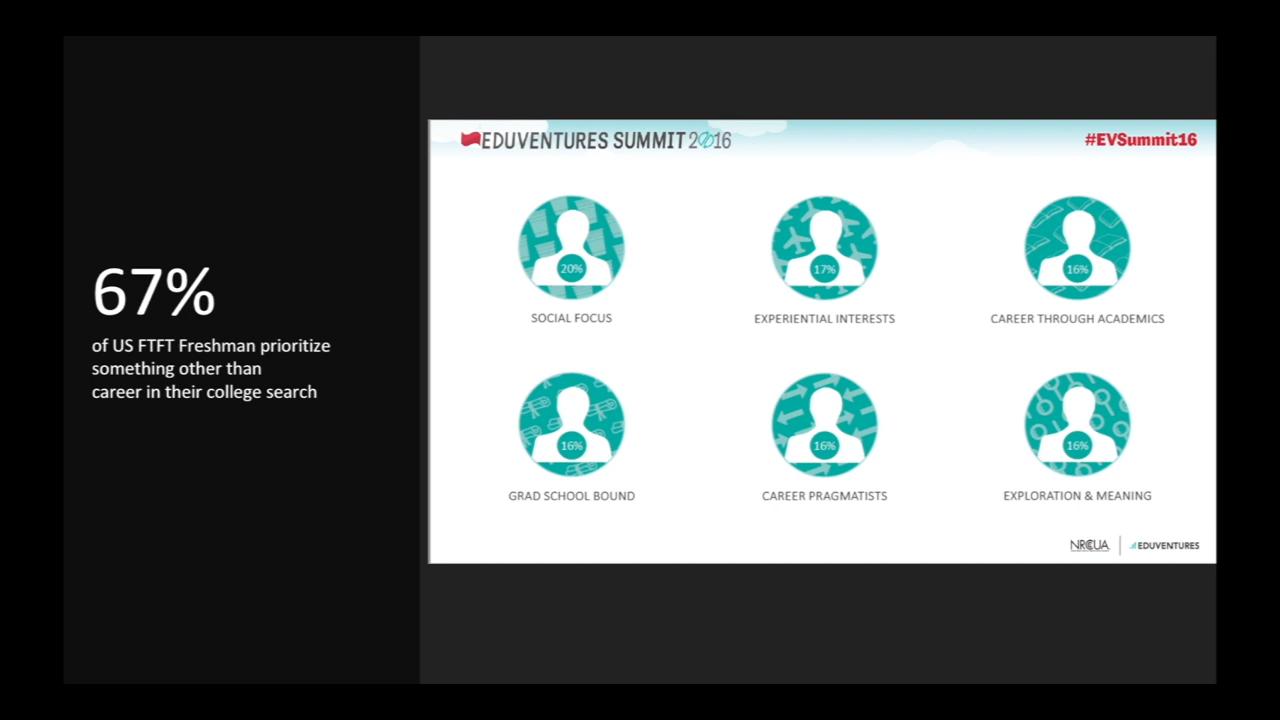 67%
of US FTFT Freshman prioritize
something other than
career in their college search
EDUVENTURES SUMMIT 2016
#EVSummit16
20%
17%
16%
SOCIAL FOCUS
EXPERIENTIAL INTERESTS
CAREER THROUGH ACADEMICS
16%
16%
16%
GRAD SCHOOL BOUND
CAREER PRAGMATISTS
EXPLORATION & MEANING
NRCCUA
EDUVENTURES